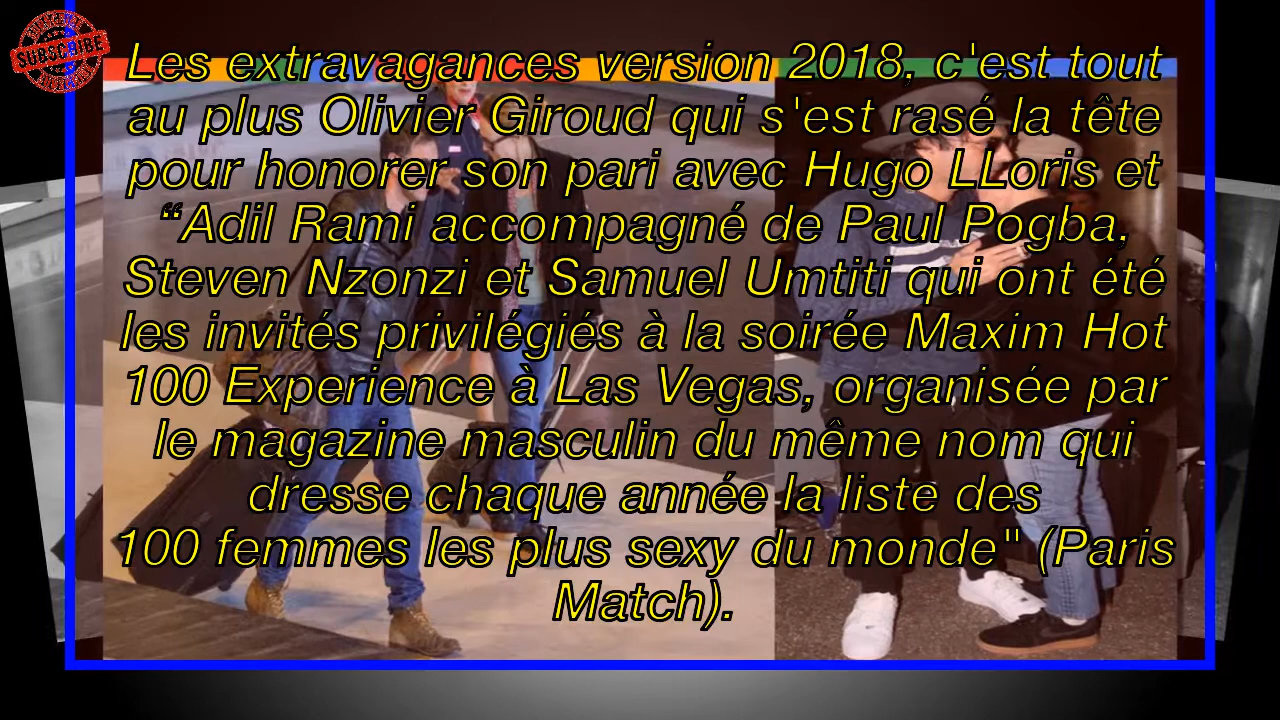 SUBSCRIBE
Les extravagances version 2018, c'est tout
au plus Olivier Giroud qui s'est rasé la tête
pour honorer son pari avec Hugo LLoris et
“Adil Rami accompagné de Paul Pogba,
Steven Nzonzi et Samuel Umtiti qui ont été
les invités privilégiés à la soirée Maxim Hot
100 Experience à Las Vegas, organisée par
le magazine masculin du même nom qui
dresse chaque année la liste des
100 femmes les plus sexy du monde" (Paris
Match).